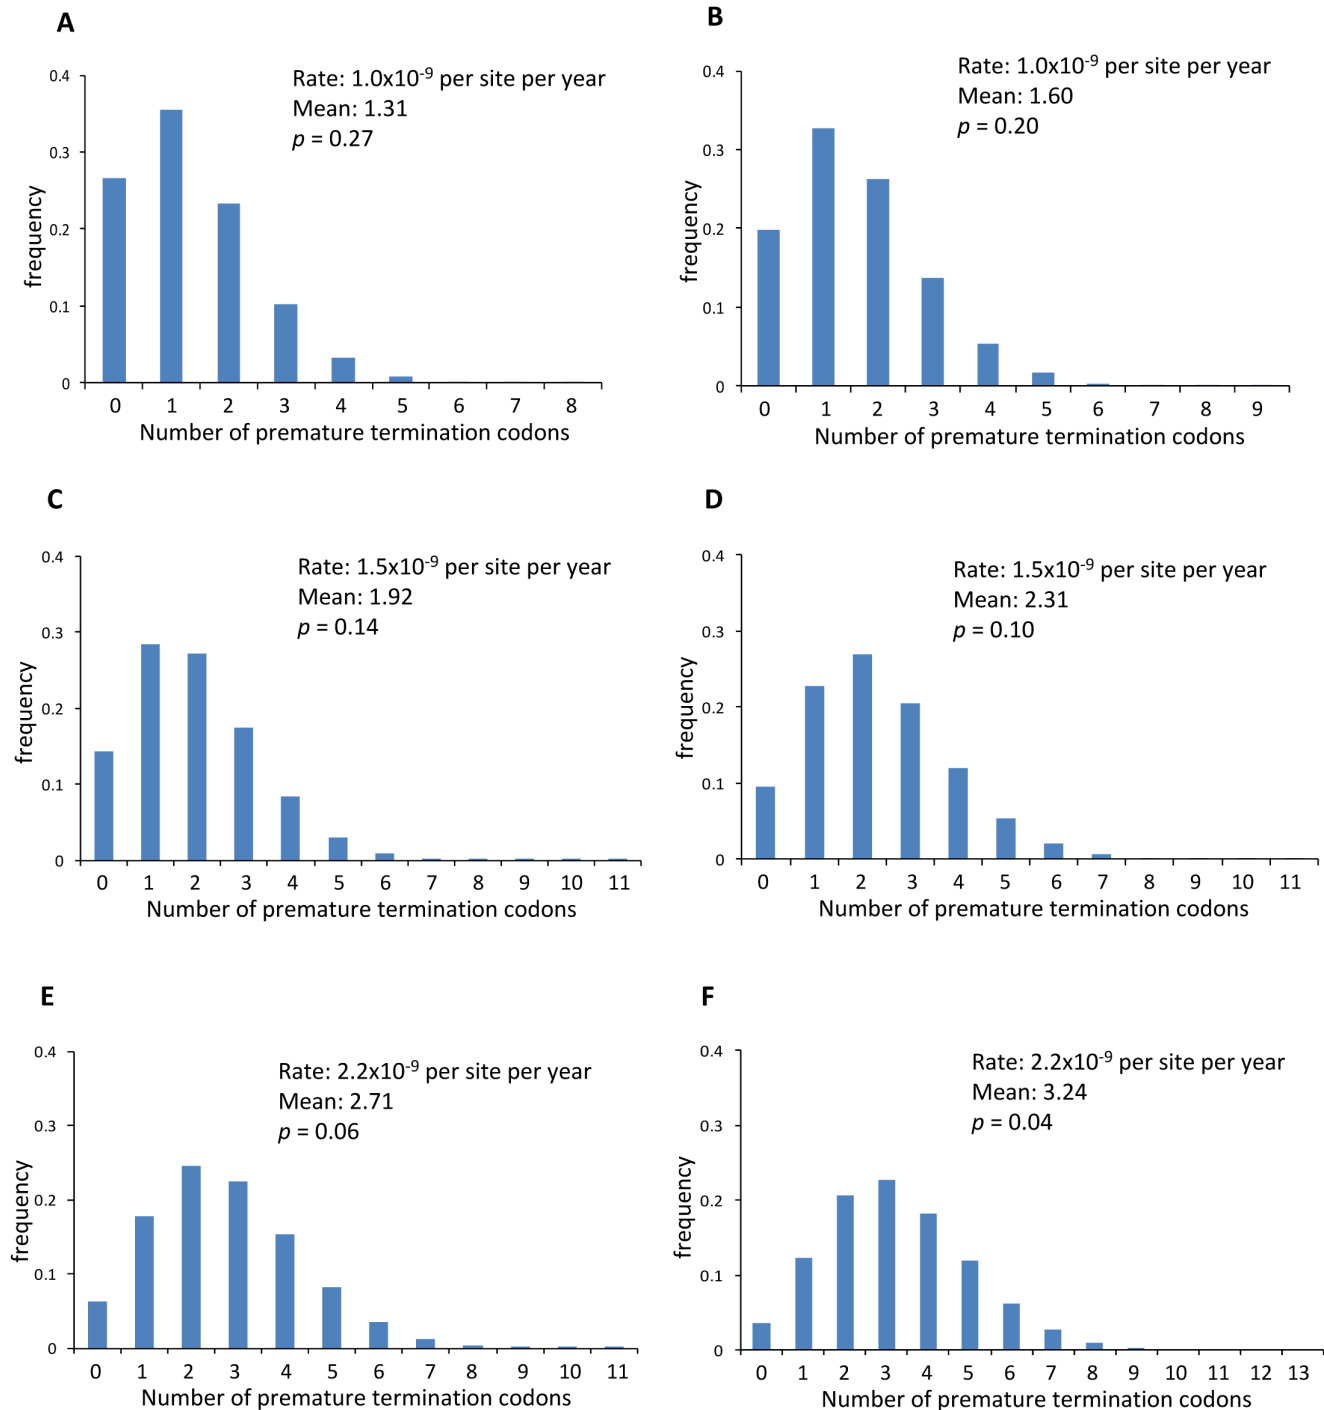 A
Rate: 1.0x10⁻⁹ per site per year
Mean: 1.31
p = 0.27
frequency
0.4
0.3
0.2
0.1
0
0 1 2 3 4 5 6 7 8
Number of premature termination codons
B
Rate: 1.0x10⁻⁹ per site per year
Mean: 1.60
p = 0.20
frequency
0.4
0.3
0.2
0.1
0
0 1 2 3 4 5 6 7 8 9
Number of premature termination codons
C
Rate: 1.5x10⁻⁹ per site per year
Mean: 1.92
p = 0.14
frequency
0.4
0.3
0.2
0.1
0
0 1 2 3 4 5 6 7 8 9 10 11
Number of premature termination codons
D
Rate: 1.5x10⁻⁹ per site per year
Mean: 2.31
p = 0.10
frequency
0.4
0.3
0.2
0.1
0
0 1 2 3 4 5 6 7 8 9 10 11
Number of premature termination codons
E
Rate: 2.2x10⁻⁹ per site per year
Mean: 2.71
p = 0.06
frequency
0.4
0.3
0.2
0.1
0
0 1 2 3 4 5 6 7 8 9 10 11
Number of premature termination codons
F
Rate: 2.2x10⁻⁹ per site per year
Mean: 3.24
p = 0.04
frequency
0.4
0.3
0.2
0.1
0
0 1 2 3 4 5 6 7 8 9 10 11 12 13
Number of premature termination codons